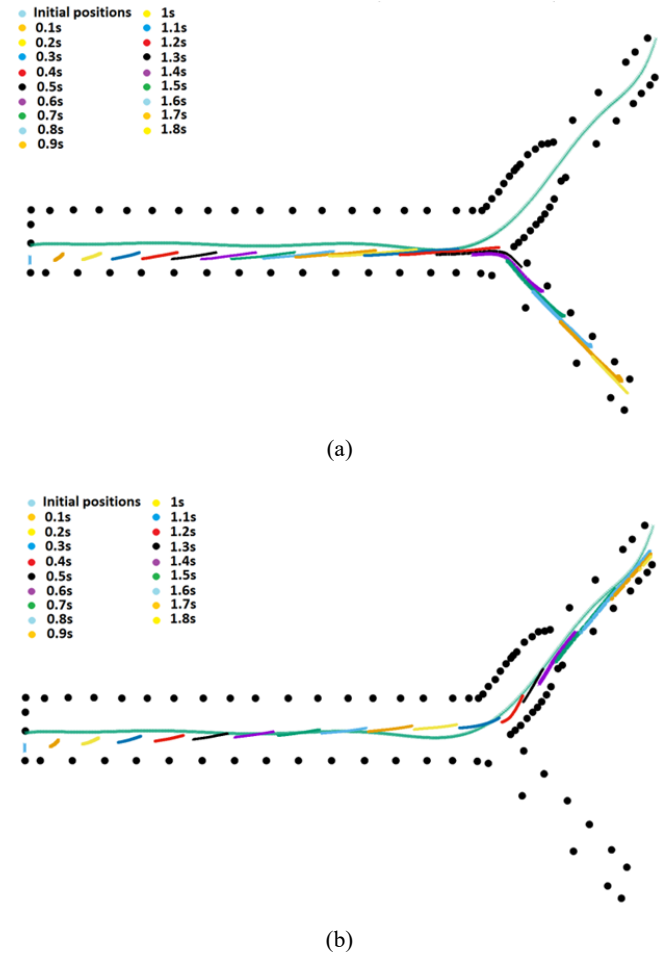 Initial positions 1s
0.1s 1.1s
0.2s 1.2s
0.3s 1.3s
0.4s 1.4s
0.5s 1.5s
0.6s 1.6s
0.7s 1.7s
0.8s 1.8s
0.9s
(a)
Initial positions 1s
0.1s 1.1s
0.2s 1.2s
0.3s 1.3s
0.4s 1.4s
0.5s 1.5s
0.6s 1.6s
0.7s 1.7s
0.8s 1.8s
0.9s
(b)